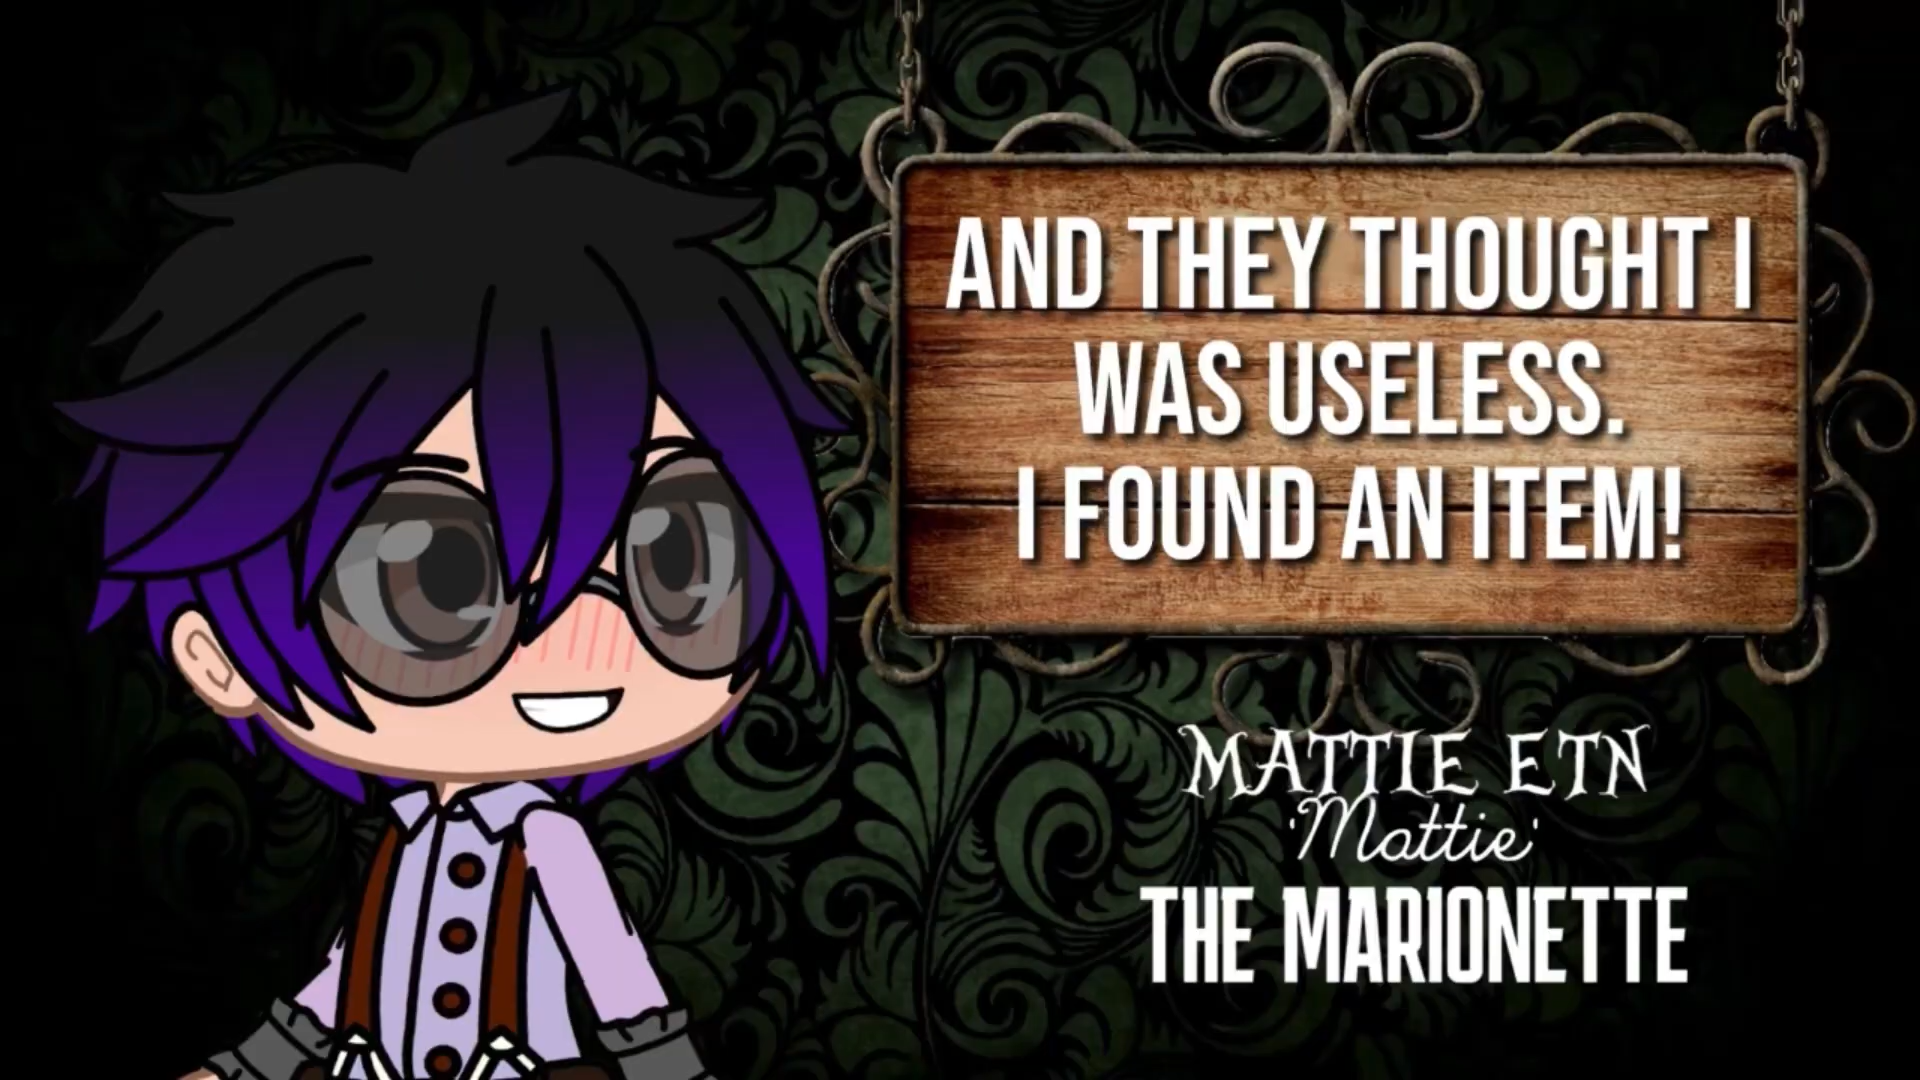 AND THEY THOUGHT I
WAS USELESS.
I FOUND AN ITEM!
MATTIE ETN
'Mattie'
THE MARIONETTE